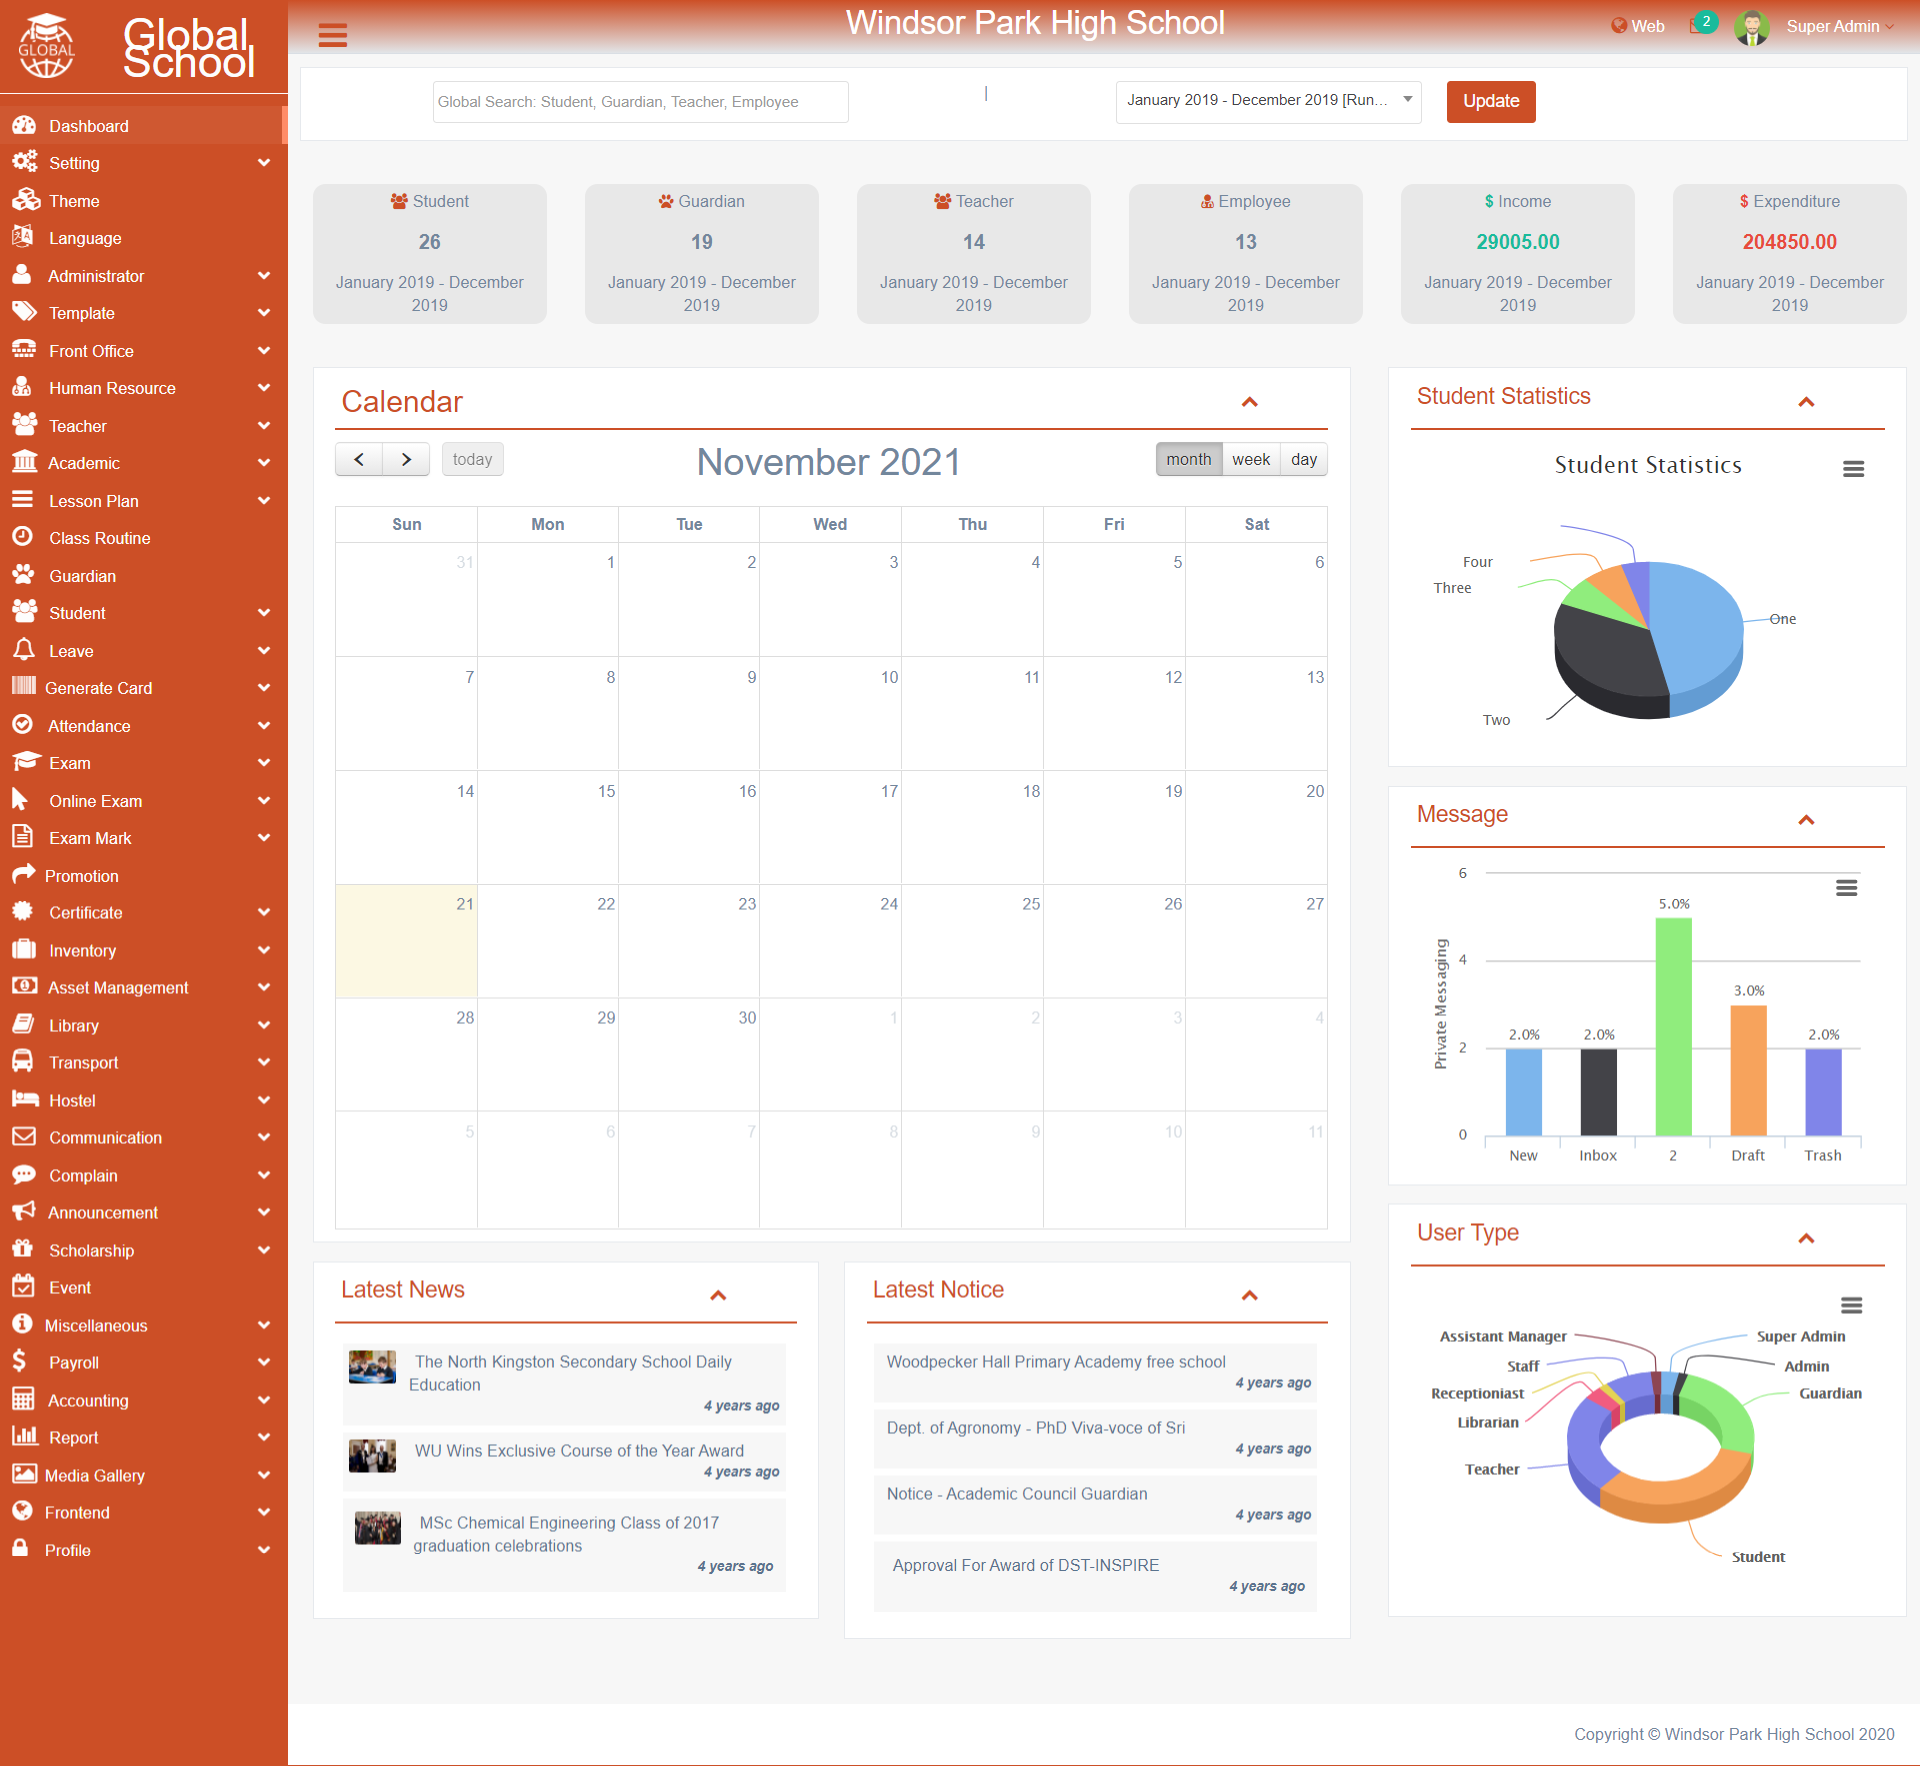 GLOBAL
Global
School
Dashboard
Setting
Theme
Language
Administrator
Template
Front Office
Human Resource
Teacher
Academic
Lesson Plan
Class Routine
Guardian
Student
Leave
Generate Card
Attendance
Exam
Online Exam
Exam Mark
Promotion
Certificate
Inventory
Asset Management
Library
Transport
Hostel
Communication
Complain
Announcement
Scholarship
Event
Miscellaneous
Payroll
Accounting
Report
Media Gallery
Frontend
Profile
Windsor Park High School
Web
2
Super Admin
Global Search: Student, Guardian, Teacher, Employee
|
January 2019 - December 2019 [Run...
Update
Student
26
January 2019 - December
2019
Guardian
19
January 2019 - December
2019
Teacher
14
January 2019 - December
2019
Employee
13
January 2019 - December
2019
$ Income
29005.00
January 2019 - December
2019
$ Expenditure
204850.00
January 2019 - December
2019
Calendar
today
November 2021
month week day
Sun Mon Tue Wed Thu Fri Sat
31 1 2 3 4 5 6
7 8 9 10 11 12 13
14 15 16 17 18 19 20
21 22 23 24 25 26 27
28 29 30 1 2 3 4
5 6 7 8 9 10 11
Latest News
The North Kingston Secondary School Daily
Education
4 years ago
WU Wins Exclusive Course of the Year Award
4 years ago
MSc Chemical Engineering Class of 2017
graduation celebrations
4 years ago
Latest Notice
Woodpecker Hall Primary Academy free school
4 years ago
Dept. of Agronomy - PhD Viva-voce of Sri
4 years ago
Notice - Academic Council Guardian
4 years ago
Approval For Award of DST-INSPIRE
4 years ago
Student Statistics
Student Statistics
Four
Three
One
Two
Message
Private Messaging
6
4
2
0
2.0%
2.0%
5.0%
3.0%
2.0%
New Inbox 2 Draft Trash
User Type
Assistant Manager
Super Admin
Staff
Admin
Receptioniast
Guardian
Librarian
Teacher
Student
Copyright © Windsor Park High School 2020